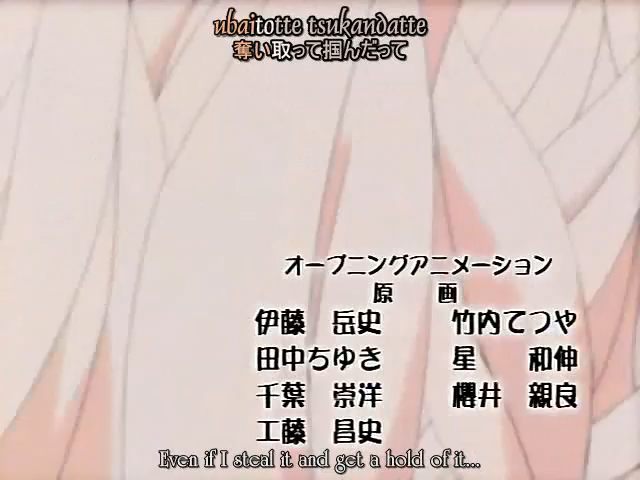 ubaitotte tsukandatte
奪い取って掴んだって
オープニングアニメーション
原 画
伊藤 岳史 竹内てつや
田中ちゆき 星 和伸
千葉 崇洋 櫻井 親良
工藤 昌史
Even if I steal it and get a hold of it...